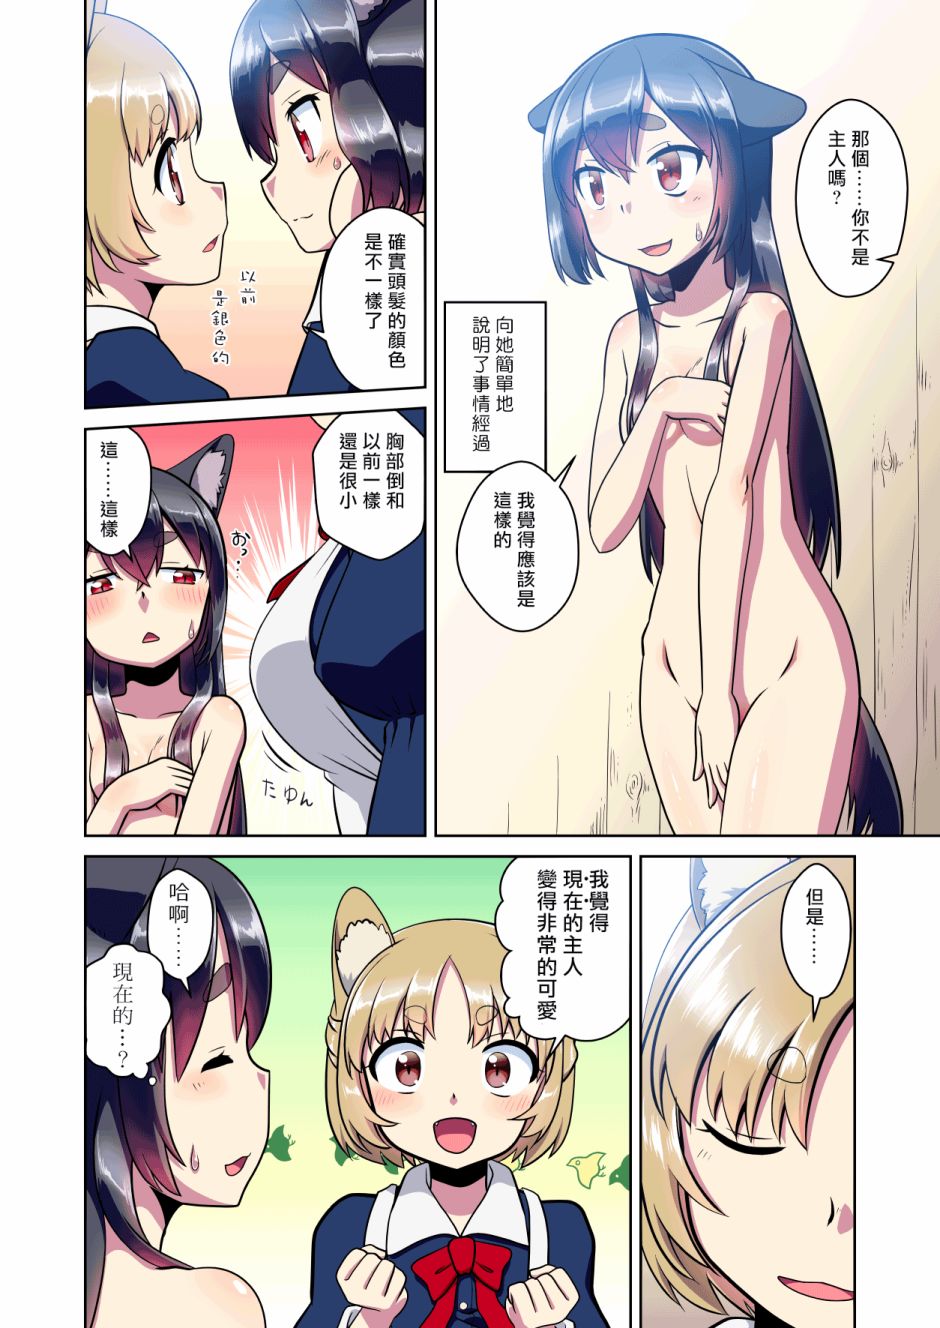 那個……你不是
主人嗎？
向她簡單地
說明了事情經過
我覺得應該是
這樣的
確實頭髮的顏色
是不一樣了
以前
是銀色的
胸部倒和
以前一樣
還是很小
おっ…
たゆん
這……這樣
但是……
我覺得
現在的主人
變得非常的可愛
哈啊……
現在的…？